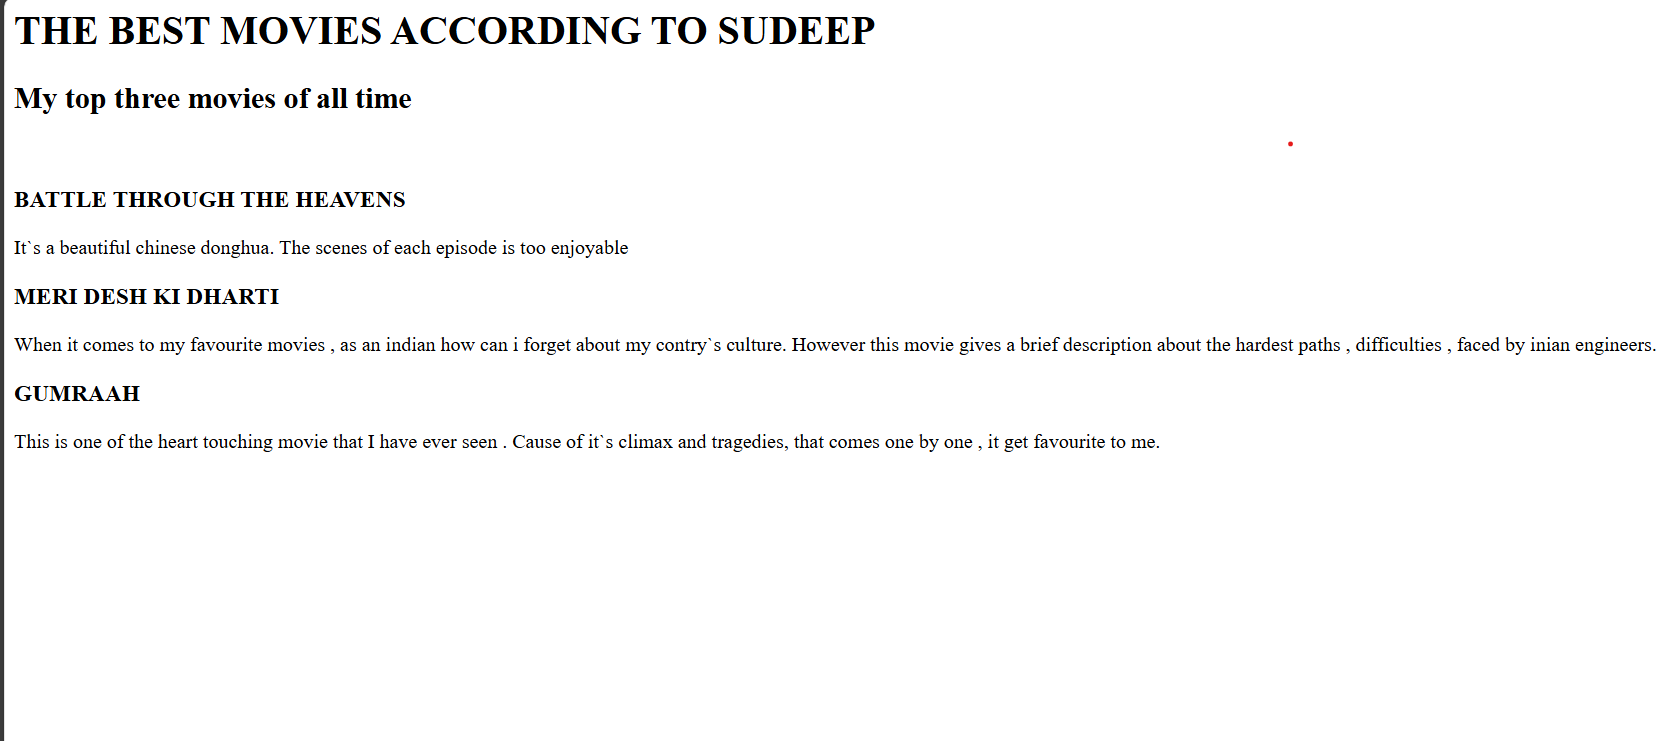 THE BEST MOVIES ACCORDING TO SUDEEP
My top three movies of all time
BATTLE THROUGH THE HEAVENS
It`s a beautiful chinese donghua. The scenes of each episode is too enjoyable
MERI DESH KI DHARTI
When it comes to my favourite movies , as an indian how can i forget about my contry`s culture. However this movie gives a brief description about the hardest paths , difficulties , faced by inian engineers.
GUMRAAH
This is one of the heart touching movie that I have ever seen . Cause of it`s climax and tragedies, that comes one by one , it get favourite to me.